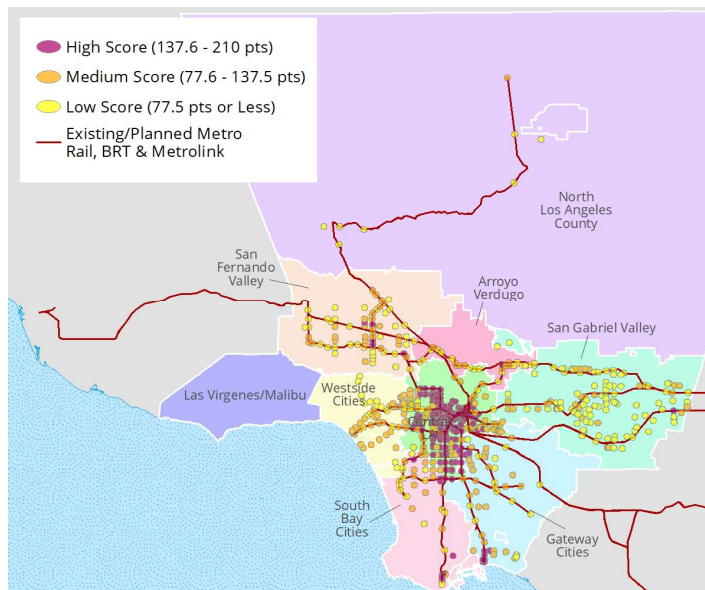 High Score (137.6 - 210 pts)
Medium Score (77.6 - 137.5 pts)
Low Score (77.5 pts or Less)
Existing/Planned Metro
Rail, BRT & Metrolink
North
Los Angeles
County
San
Fernando
Valley
Arroyo
Verdugo
San Gabriel Valley
Las Virgenes/Malibu
Westside
Cities
Central
South
Bay
Cities
Gateway
Cities